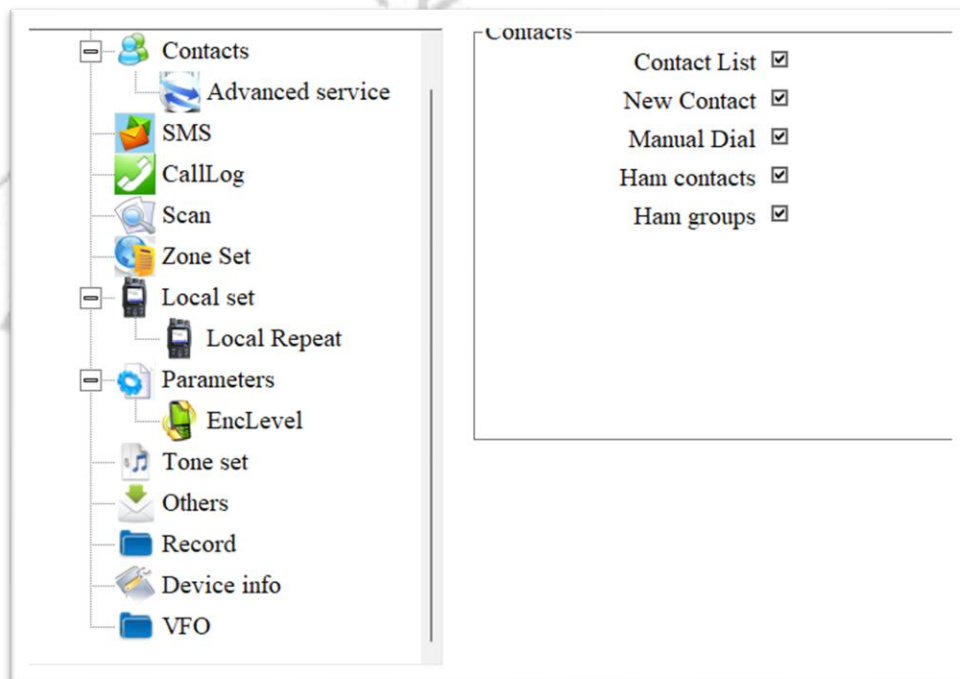 Contacts
Advanced service
SMS
CallLog
Scan
Zone Set
Local set
Local Repeat
Parameters
EncLevel
Tone set
Others
Record
Device info
VFO
Contacts
Contact List
New Contact
Manual Dial
Ham contacts
Ham groups